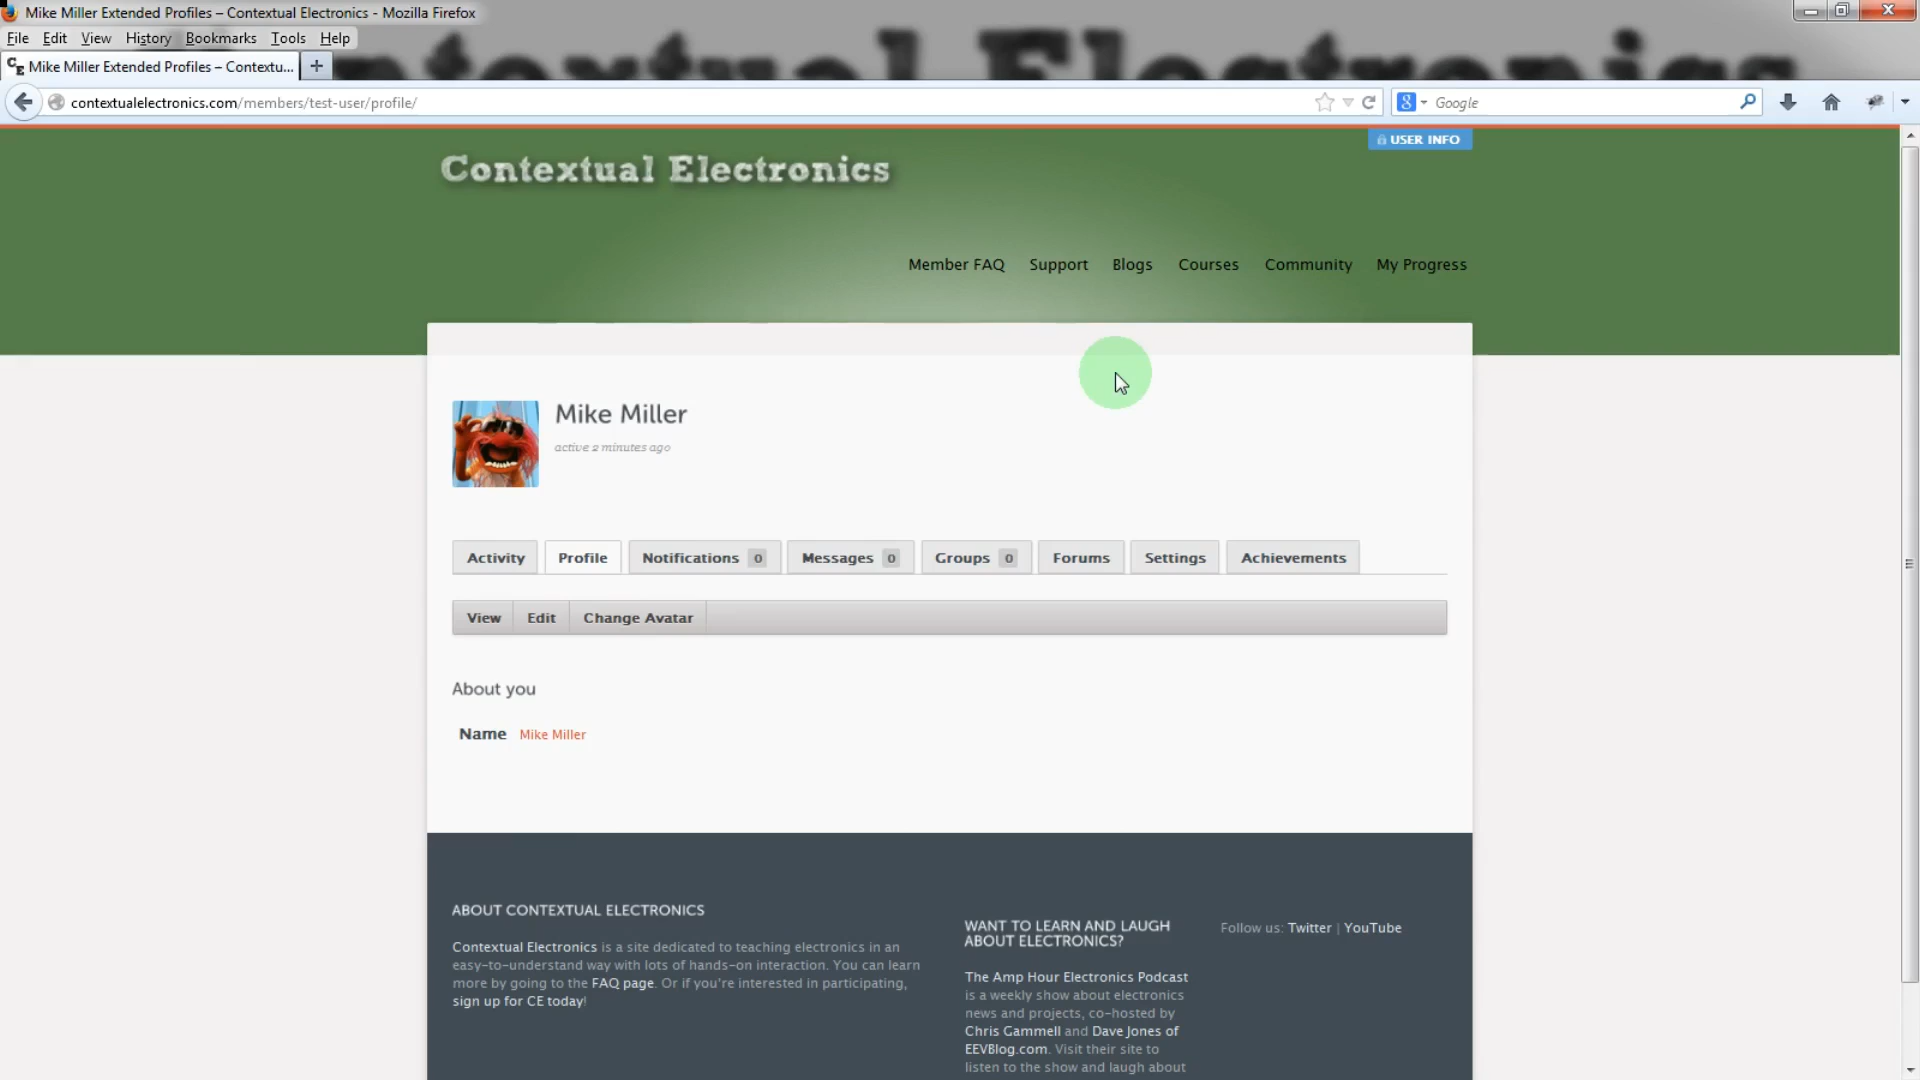 Mike Miller Extended Profiles – Contextual Electronics - Mozilla Firefox
File Edit View History Bookmarks Tools Help
Contextual Electronics
Mike Miller Extended Profiles – Contextu... +
contextualelectronics.com/members/test-user/profile/ Google
USER INFO
Contextual Electronics
Member FAQ Support Blogs Courses Community My Progress
Mike Miller
active 2 minutes ago
Activity Profile Notifications 0 Messages 0 Groups 0 Forums Settings Achievements
View Edit Change Avatar
About you
Name Mike Miller
ABOUT CONTEXTUAL ELECTRONICS
Contextual Electronics is a site dedicated to teaching electronics in an
easy-to-understand way with lots of hands-on interaction. You can learn
more by going to the FAQ page. Or if you're interested in participating,
sign up for CE today!
WANT TO LEARN AND LAUGH
ABOUT ELECTRONICS?
The Amp Hour Electronics Podcast
is a weekly show about electronics
news and projects, co-hosted by
Chris Gammell and Dave Jones of
EEVBlog.com. Visit their site to
listen to the show and laugh about
Follow us: Twitter | YouTube